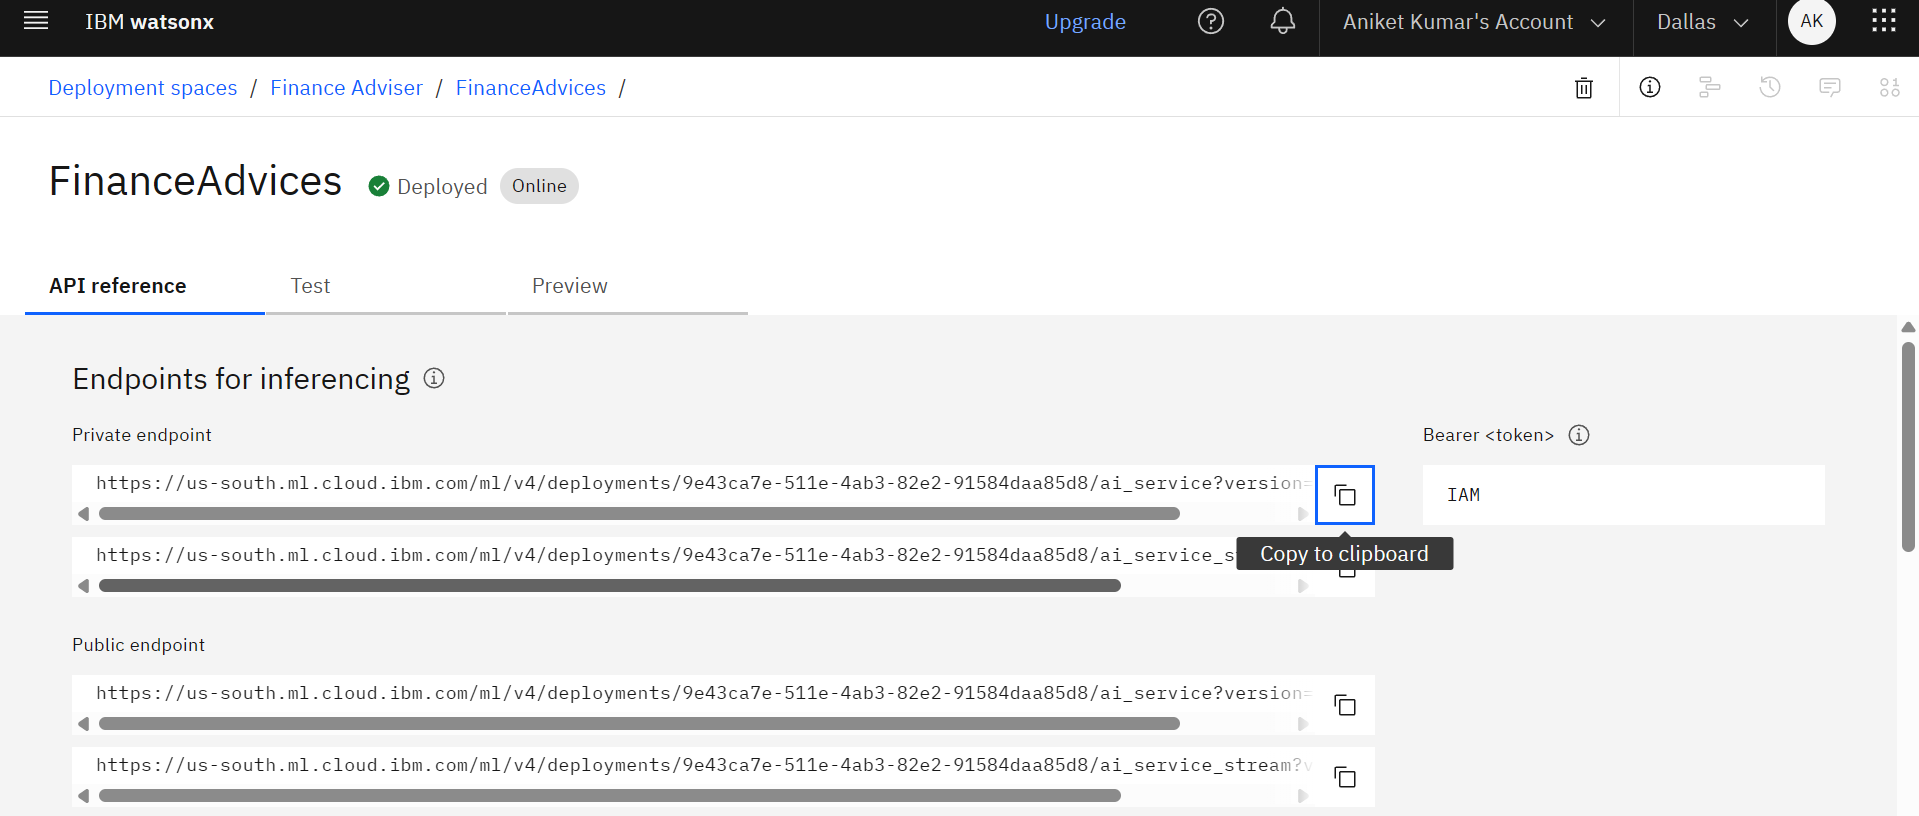 IBM watsonx
Upgrade
Aniket Kumar's Account
Dallas
AK
Deployment spaces / Finance Adviser / FinanceAdvices /
FinanceAdvices
Deployed
Online
API reference
Test
Preview
Endpoints for inferencing
Private endpoint
Bearer <token>
https://us-south.ml.cloud.ibm.com/ml/v4/deployments/9e43ca7e-511e-4ab3-82e2-91584daa85d8/ai_service?version=
IAM
https://us-south.ml.cloud.ibm.com/ml/v4/deployments/9e43ca7e-511e-4ab3-82e2-91584daa85d8/ai_service_s
Copy to clipboard
Public endpoint
https://us-south.ml.cloud.ibm.com/ml/v4/deployments/9e43ca7e-511e-4ab3-82e2-91584daa85d8/ai_service?version=
https://us-south.ml.cloud.ibm.com/ml/v4/deployments/9e43ca7e-511e-4ab3-82e2-91584daa85d8/ai_service_stream?v